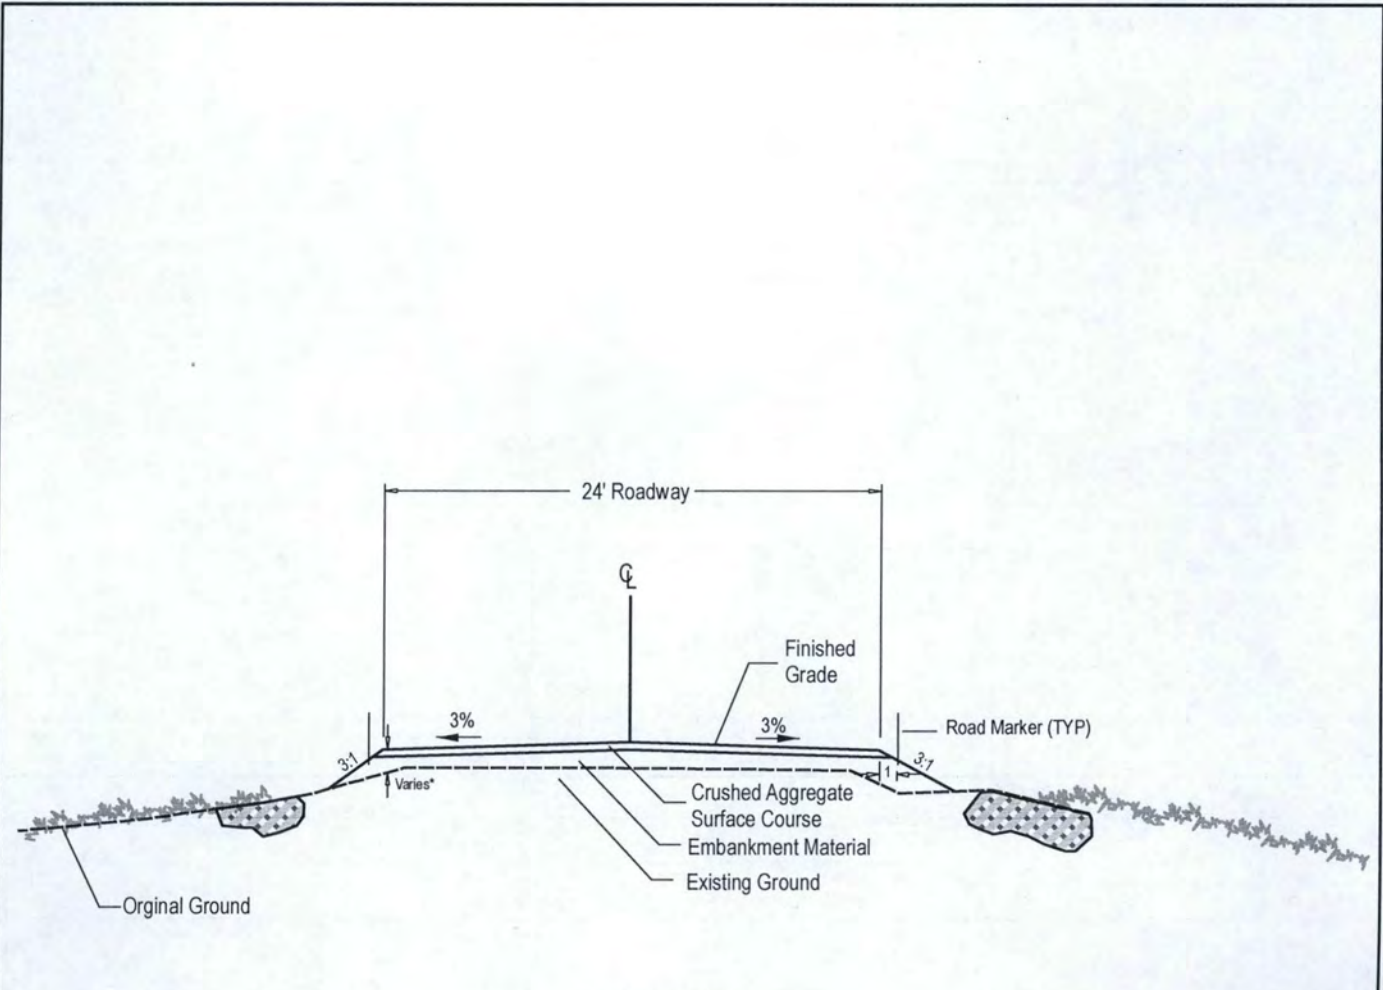 24' Roadway
℄
Finished
Grade
3%
3%
Road Marker (TYP)
3:1
3:1
Varies*
1
Crushed Aggregate
Surface Course
Embankment Material
Existing Ground
Orginal Ground